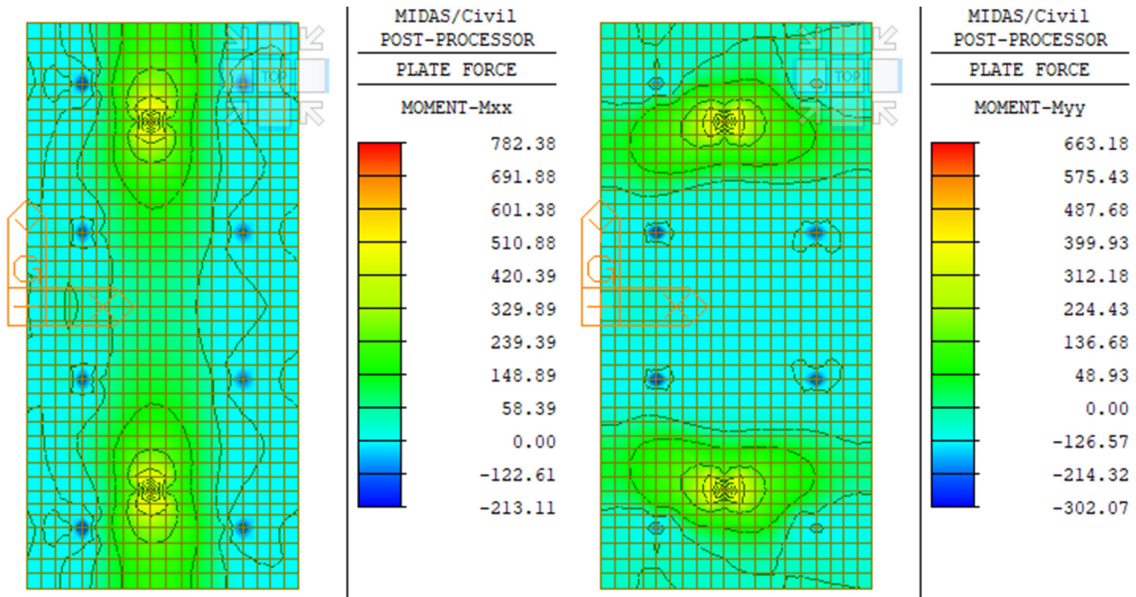 TOP
MIDAS/Civil
POST-PROCESSOR
PLATE FORCE
MOMENT-Mxx
782.38
691.88
601.38
510.88
420.39
329.89
239.39
148.89
58.39
0.00
-122.61
-213.11
Y
X
TOP
MIDAS/Civil
POST-PROCESSOR
PLATE FORCE
MOMENT-Myy
663.18
575.43
487.68
399.93
312.18
224.43
136.68
48.93
0.00
-126.57
-214.32
-302.07
Y
X